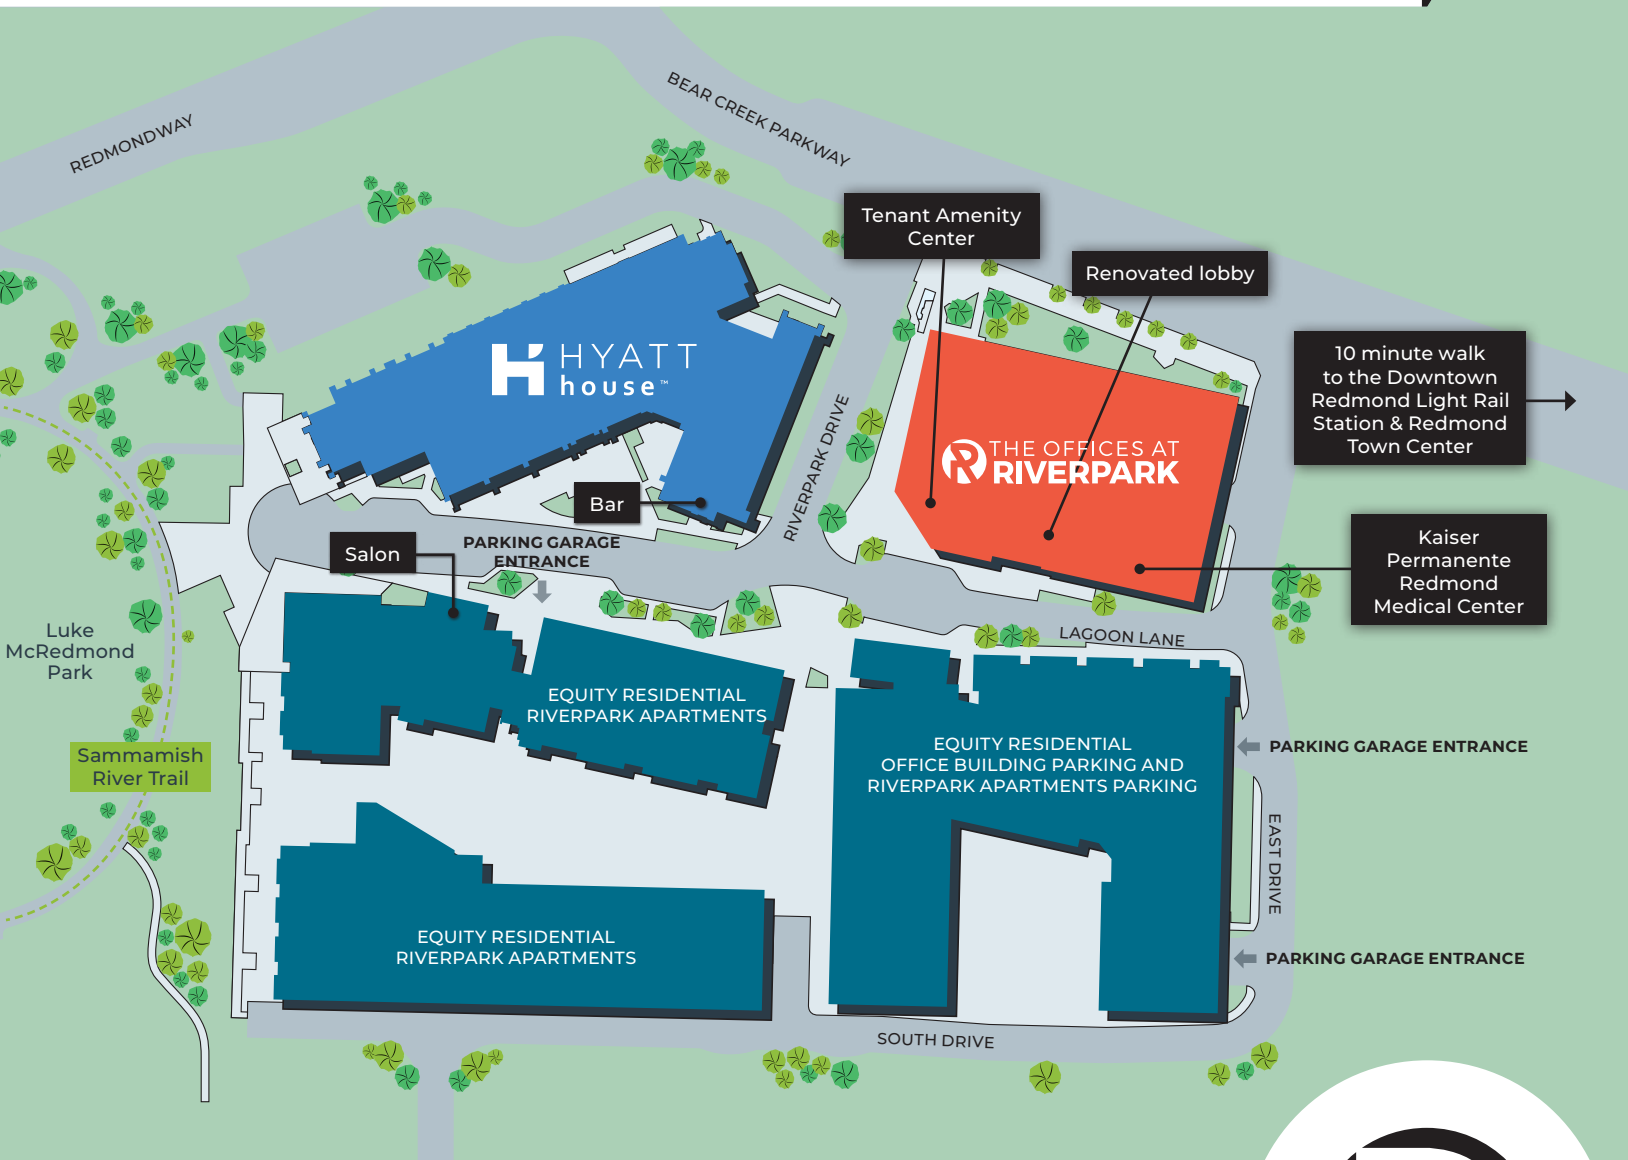 REDMONDWAY
BEAR CREEK PARKWAY
Tenant Amenity
Center
Renovated lobby
10 minute walk
to the Downtown
Redmond Light Rail
Station & Redmond
Town Center
HYATT
house™
RIVERPARK DRIVE
THE OFFICES AT
RIVERPARK
Bar
Salon
PARKING GARAGE
ENTRANCE
Kaiser
Permanente
Redmond
Medical Center
LAGOON LANE
Luke
McRedmond
Park
Sammamish
River Trail
EQUITY RESIDENTIAL
RIVERPARK APARTMENTS
EQUITY RESIDENTIAL
OFFICE BUILDING PARKING AND
RIVERPARK APARTMENTS PARKING
PARKING GARAGE ENTRANCE
EAST DRIVE
EQUITY RESIDENTIAL
RIVERPARK APARTMENTS
PARKING GARAGE ENTRANCE
SOUTH DRIVE